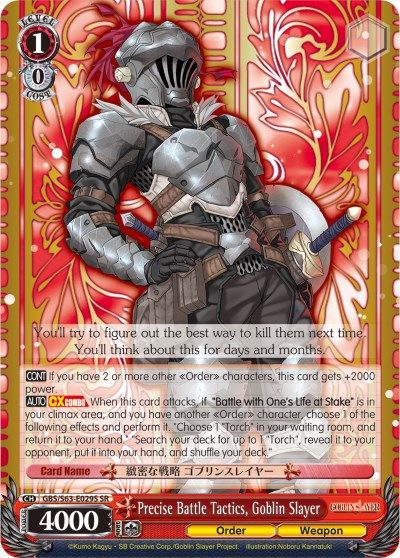 LEVEL
1
0
COST
You'll try to figure out the best way to kill them next time.
You'll think about this for days and months.
CONT If you have 2 or more other «Order» characters, this card gets +2000
power.
AUTO CX COMBO When this card attacks, if "Battle with One's Life at Stake" is in
your climax area, and you have another «Order» character, choose 1 of the
following effects and perform it. "Choose 1 "Torch" in your waiting room, and
return it to your hand." "Search your deck for up to 1 "Torch", reveal it to your
opponent, put it into your hand, and shuffle your deck."
Card Name 緻密な戦略 ゴブリンスレイヤー
CH GBS/S63-E029S SR
POWER 4000 SOUL
Precise Battle Tactics, Goblin Slayer
GOBLIN SLAYER
Order Weapon
©Kumo Kagyu・SB Creative Corp./Goblin Slayer Project. illustration:Noboru Kannatuki